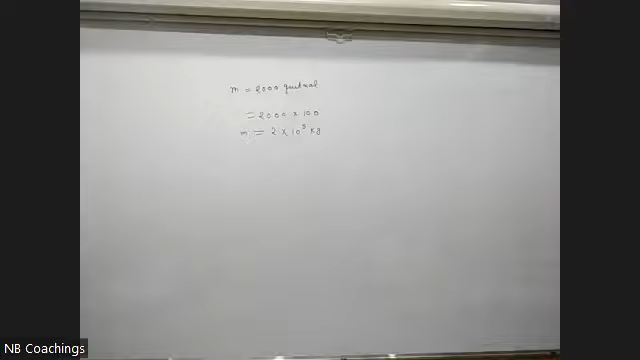 m = 2000 quintal
= 2000 x 100
m = 2 x 10⁵ kg
NB Coachings